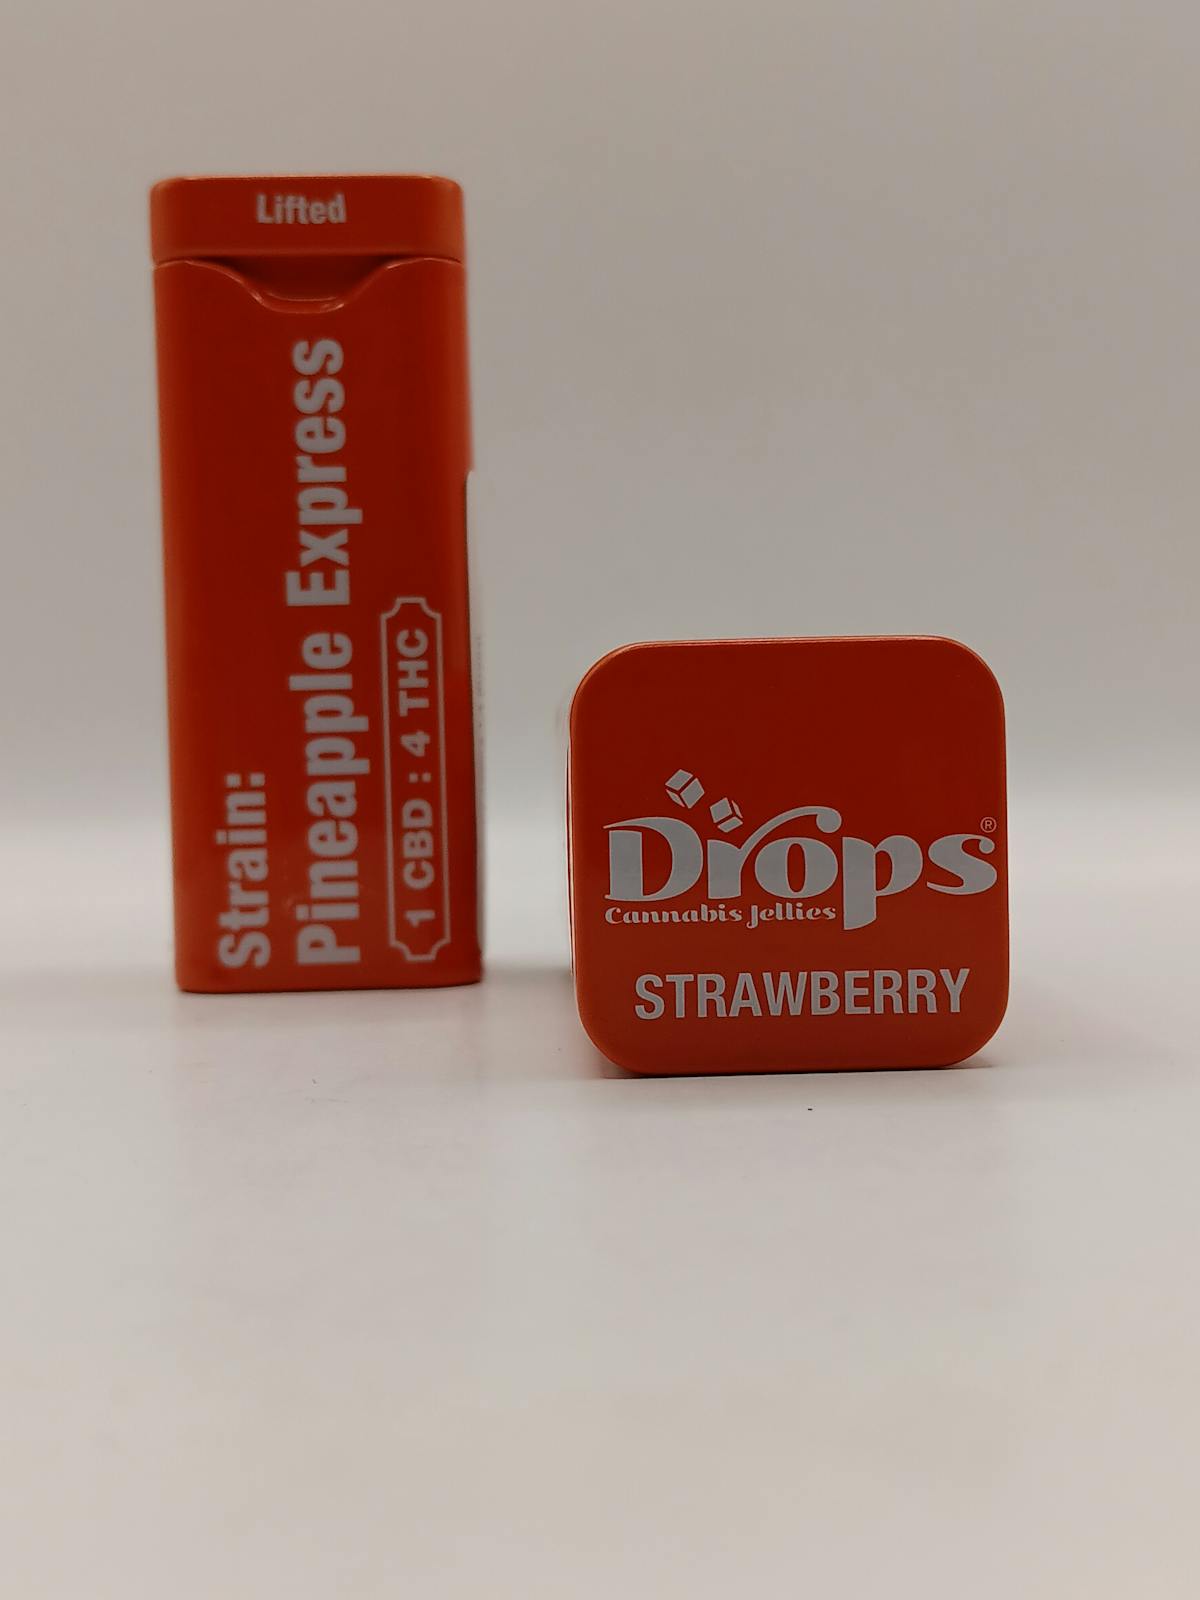 Lifted
Strain:
Pineapple Express
1 CBD : 4 THC
Drops®
Cannabis Jellies
STRAWBERRY